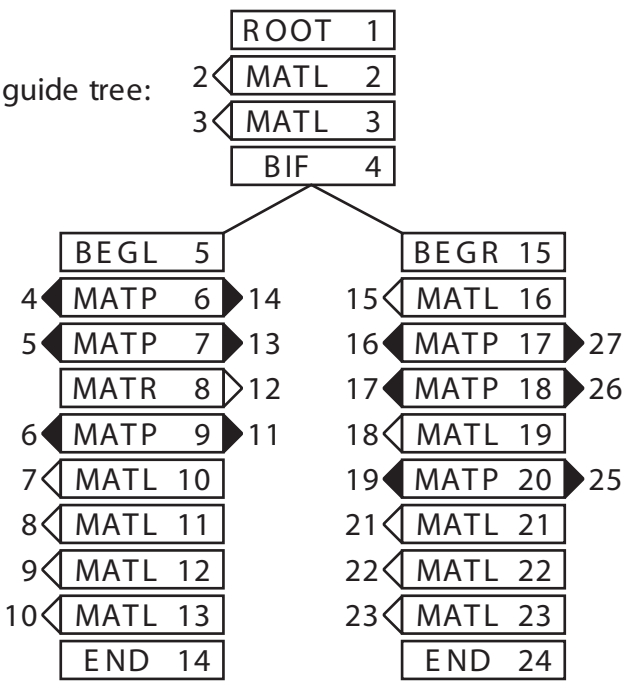 ROOT 1
guide tree:
2 MATL 2
3 MATL 3
BIF 4
BEGL 5
4 MATP 6 14
5 MATP 7 13
MATR 8 12
6 MATP 9 11
7 MATL 10
8 MATL 11
9 MATL 12
10 MATL 13
END 14
BEGR 15
15 MATL 16
16 MATP 17 27
17 MATP 18 26
18 MATL 19
19 MATP 20 25
21 MATL 21
22 MATL 22
23 MATL 23
END 24